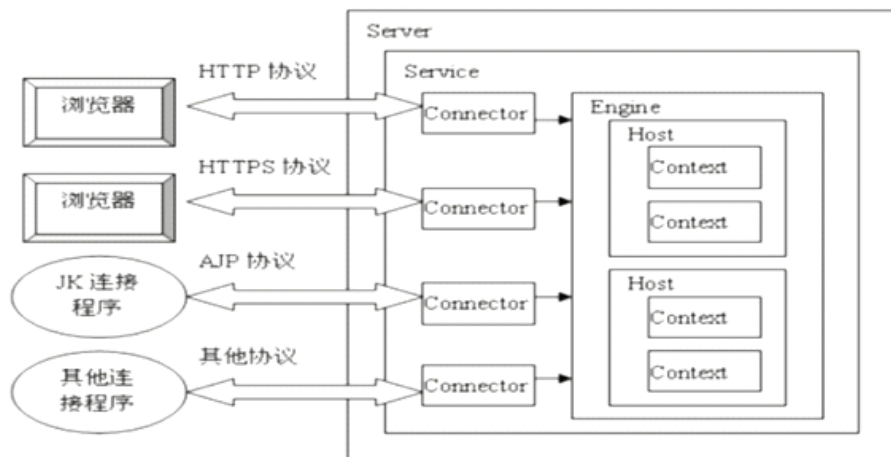 Server
HTTP 协议
Service
浏览器
Connector
Engine
Host
Context
HTTPS 协议
浏览器
Connector
Context
AJP 协议
JK 连接
程序
Connector
Host
Context
其他协议
其他连
接程序
Connector
Context